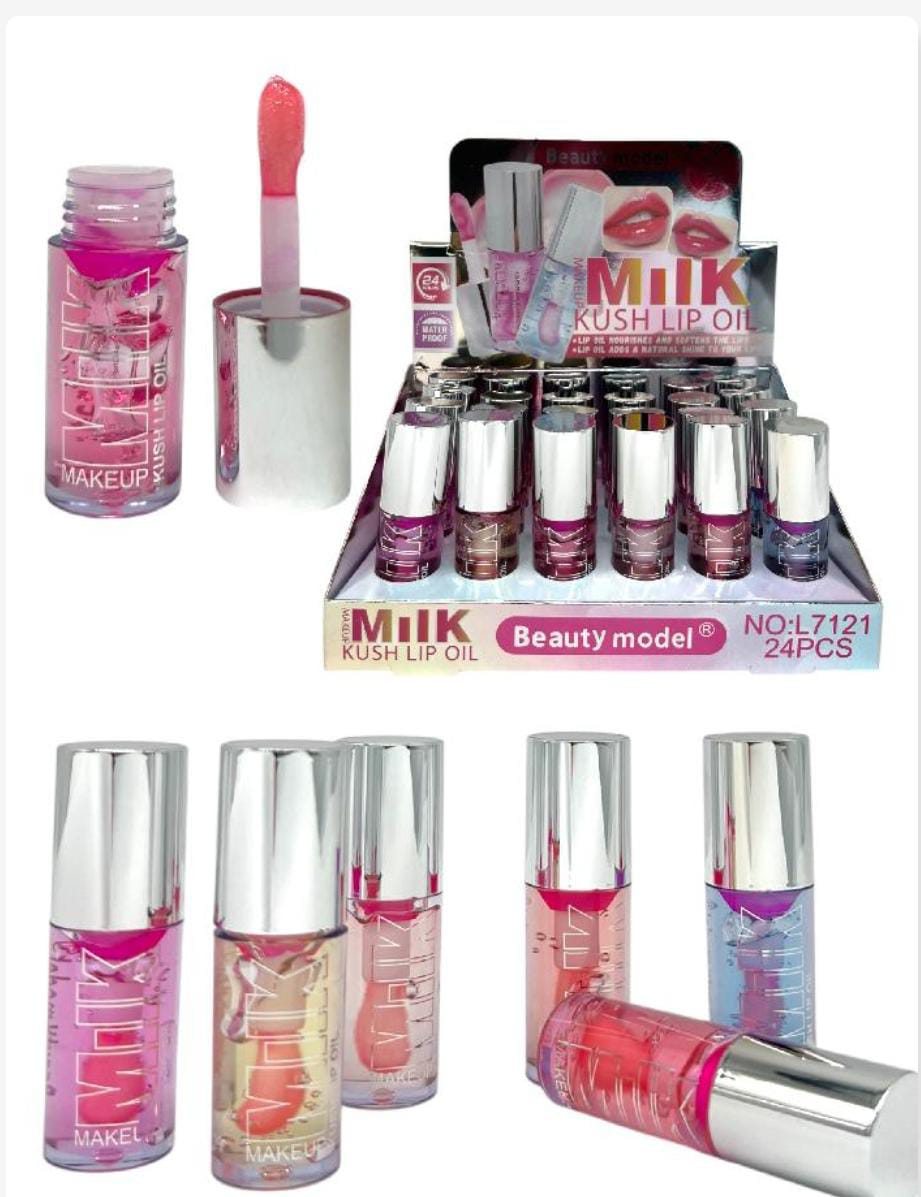 MIlK
MAKEUP
KUSH LIP OIL
Beauty model
24
WATER
PROOF
MAKEUP
MIlK
KUSH LIP OIL
•LIP OIL NOURISHES AND SOFTENS THE LIPS
•LIP OIL ADDS A NATURAL SHINE TO YOUR
MAKEUP
MIlK
KUSH LIP OIL
Beauty model®
NO:L7121
24PCS
MIlK
MAKEU
MIlK
MAKEUP